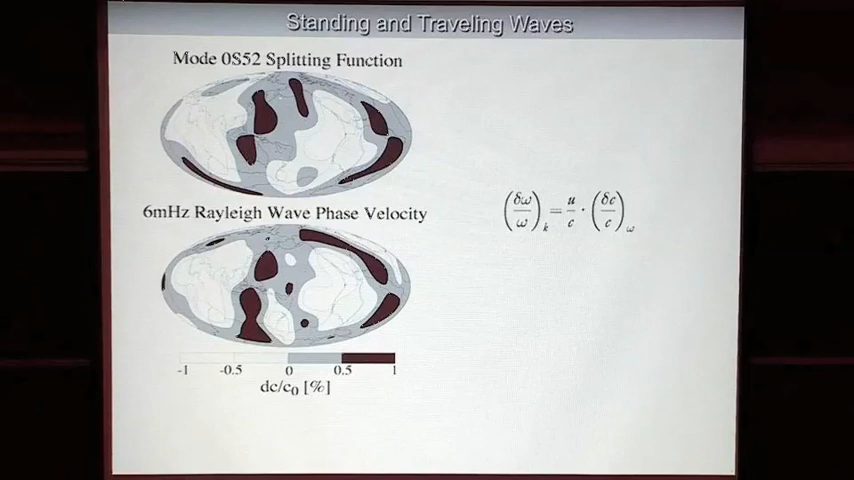 Standing and Traveling Waves
Mode 0S52 Splitting Function
6mHz Rayleigh Wave Phase Velocity
(δω/ω)k = u/c · (δc/c)ω
-1 -0.5 0 0.5 1
dc/c0 [%]